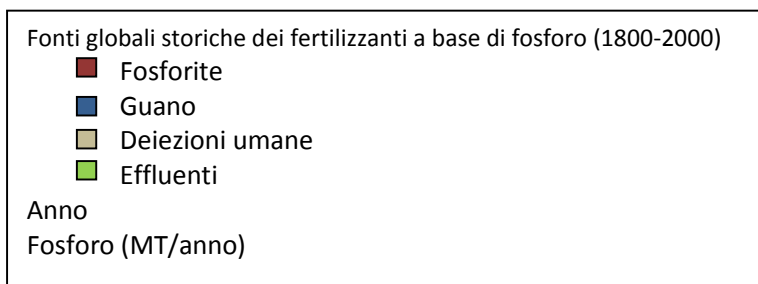 Fonti globali storiche dei fertilizzanti a base di fosforo (1800-2000)
Fosforite
Guano
Deiezioni umane
Effluenti
Anno
Fosforo (MT/anno)